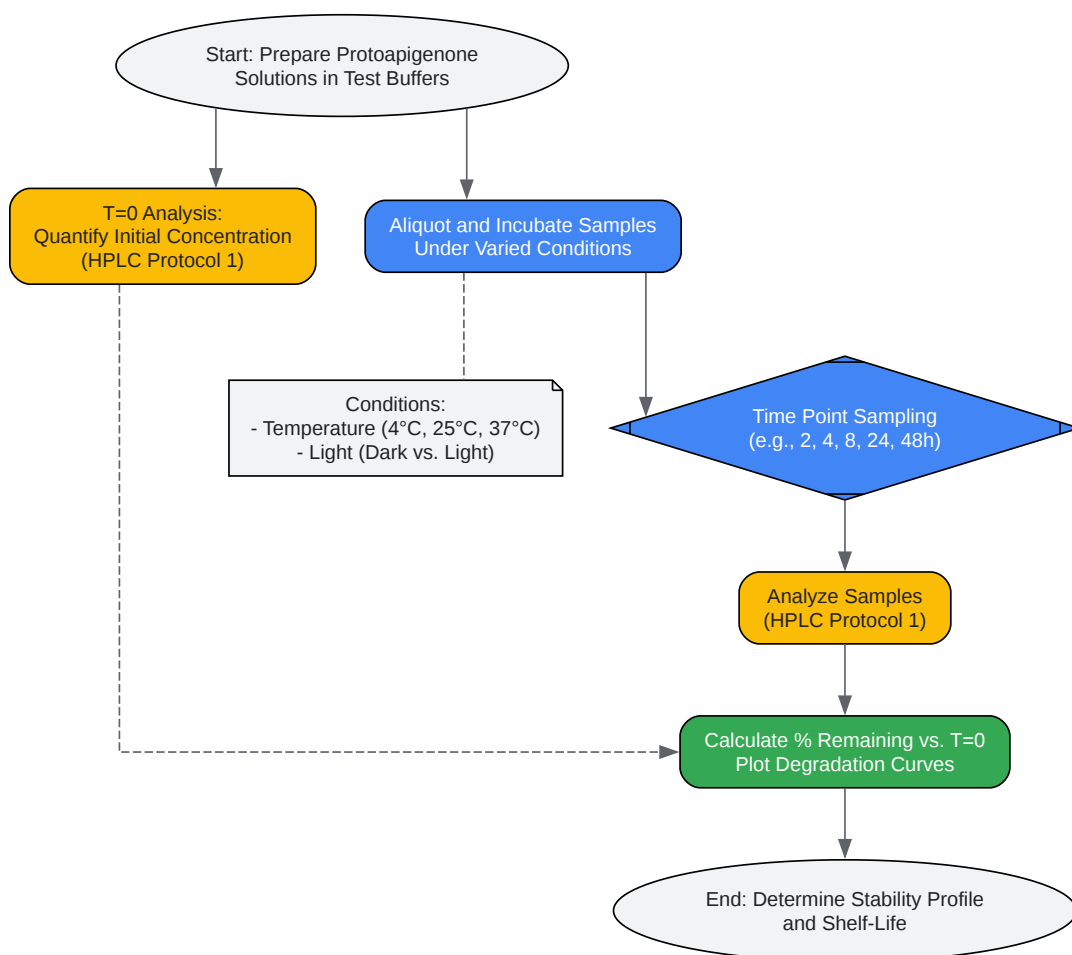 Start: Prepare Protoapigenone
Solutions in Test Buffers
T=0 Analysis:
Quantify Initial Concentration
(HPLC Protocol 1)
Aliquot and Incubate Samples
Under Varied Conditions
Conditions:
- Temperature (4°C, 25°C, 37°C)
- Light (Dark vs. Light)
Time Point Sampling
(e.g., 2, 4, 8, 24, 48h)
Analyze Samples
(HPLC Protocol 1)
Calculate % Remaining vs. T=0
Plot Degradation Curves
End: Determine Stability Profile
and Shelf-Life